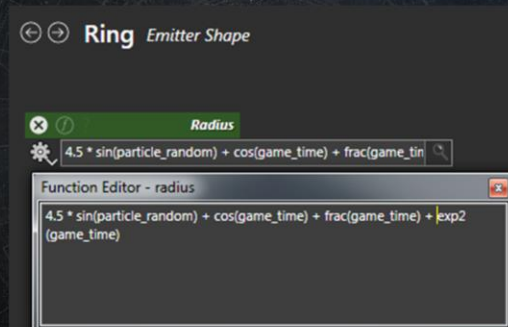 Ring Emitter Shape
Radius
4.5 * sin(particle_random) + cos(game_time) + frac(game_tin
Function Editor - radius
4.5 * sin(particle_random) + cos(game_time) + frac(game_time) + exp2
(game_time)